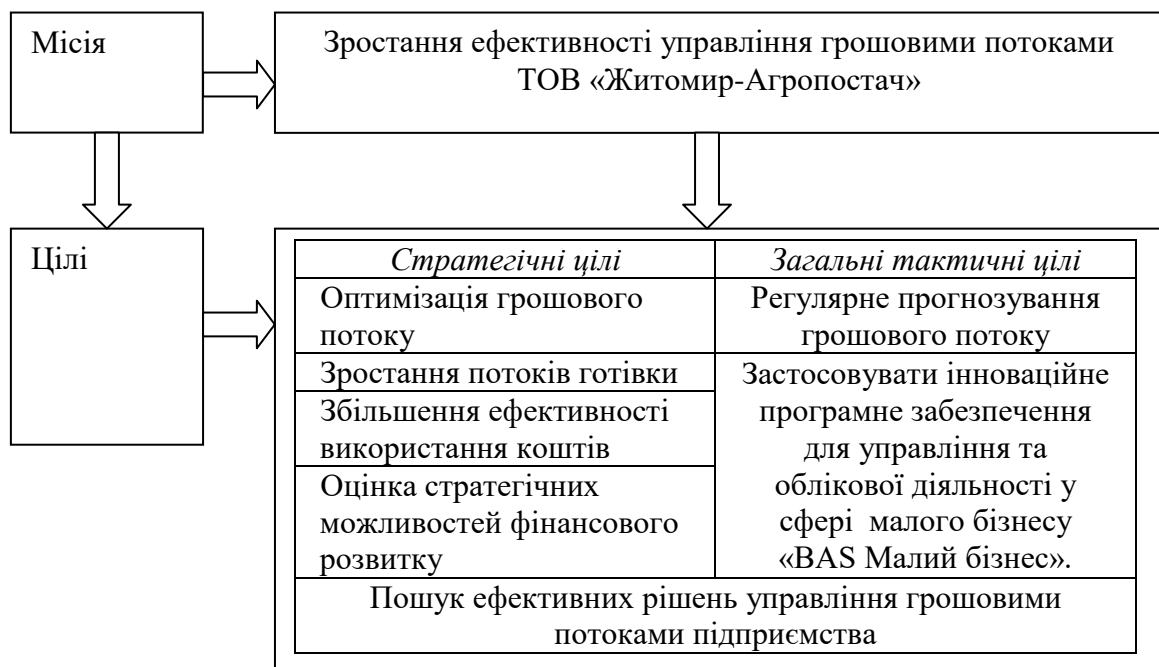 Місія
Зростання ефективності управління грошовими потоками
ТОВ «Житомир-Агропостач»
Цілі
Стратегічні цілі
Загальні тактичні цілі
Оптимізація грошового
потоку
Регулярне прогнозування
грошового потоку
Зростання потоків готівки
Збільшення ефективності
використання коштів
Оцінка стратегічних
можливостей фінансового
розвитку
Застосовувати інноваційне
програмне забезпечення
для управління та
облікової діяльності у
сфері малого бізнесу
«BAS Малий бізнес».
Пошук ефективних рішень управління грошовими
потоками підприємства